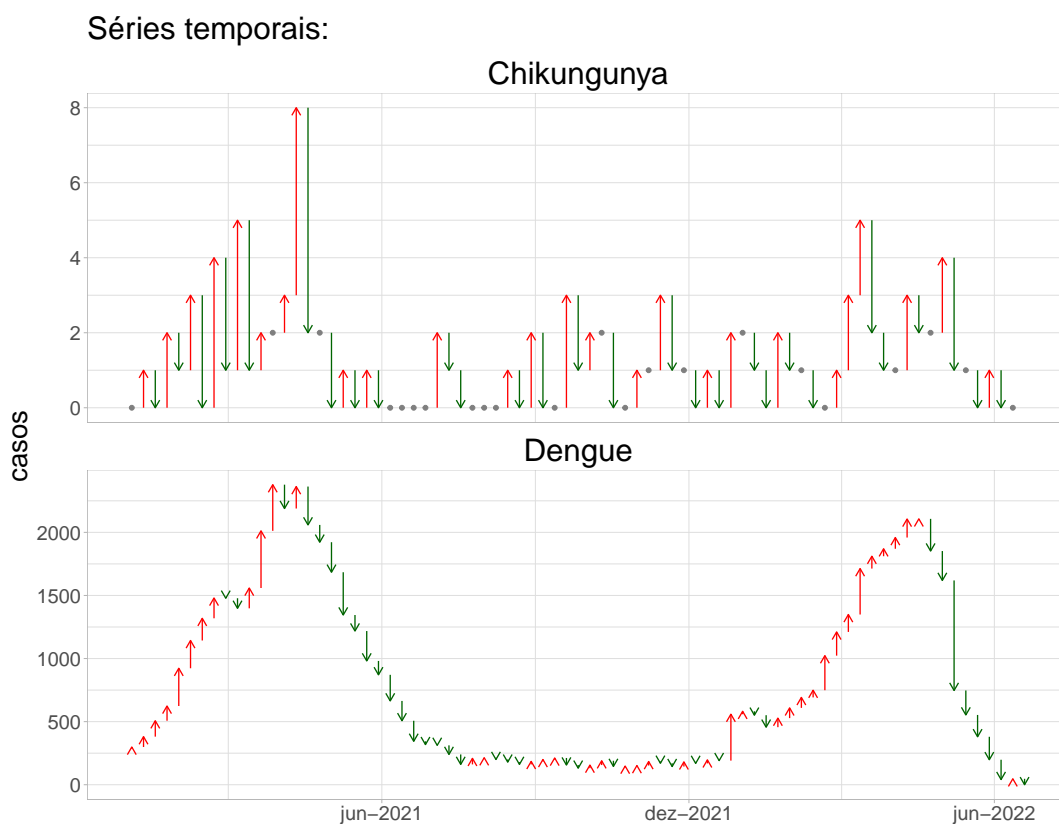 Séries temporais:
Chikungunya
8
6
4
2
0
casos
Dengue
2000
1500
1000
500
0
jun−2021
dez−2021
jun−2022